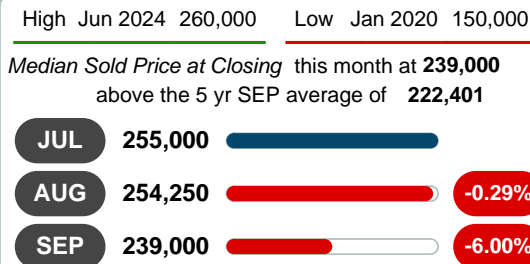 High Jun 2024 260,000 Low Jan 2020 150,000
Median Sold Price at Closing this month at 239,000
above the 5 yr SEP average of 222,401
JUL 255,000
AUG 254,250 -0.29%
SEP 239,000 -6.00%